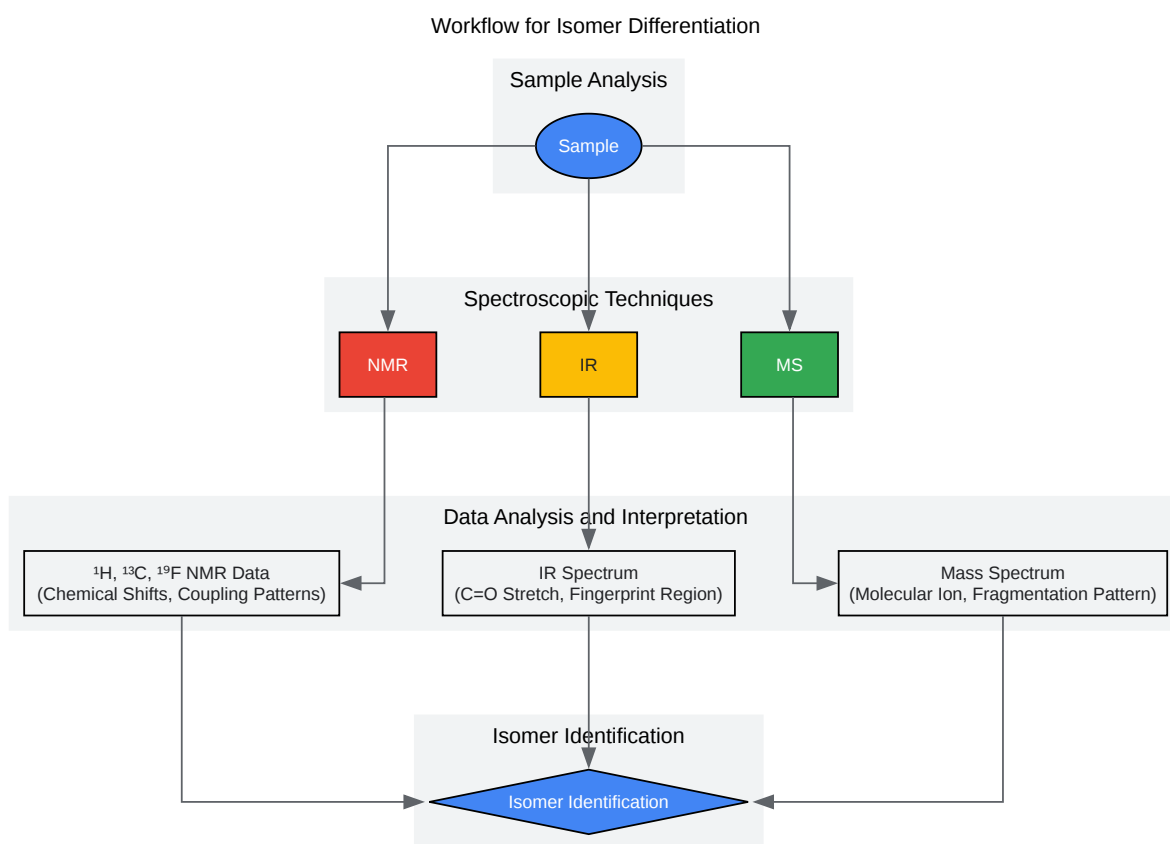 Workflow for Isomer Differentiation
Sample Analysis
Sample
Spectroscopic Techniques
NMR
IR
MS
Data Analysis and Interpretation
¹H, ¹³C, ¹⁹F NMR Data
(Chemical Shifts, Coupling Patterns)
IR Spectrum
(C=O Stretch, Fingerprint Region)
Mass Spectrum
(Molecular Ion, Fragmentation Pattern)
Isomer Identification
Isomer Identification